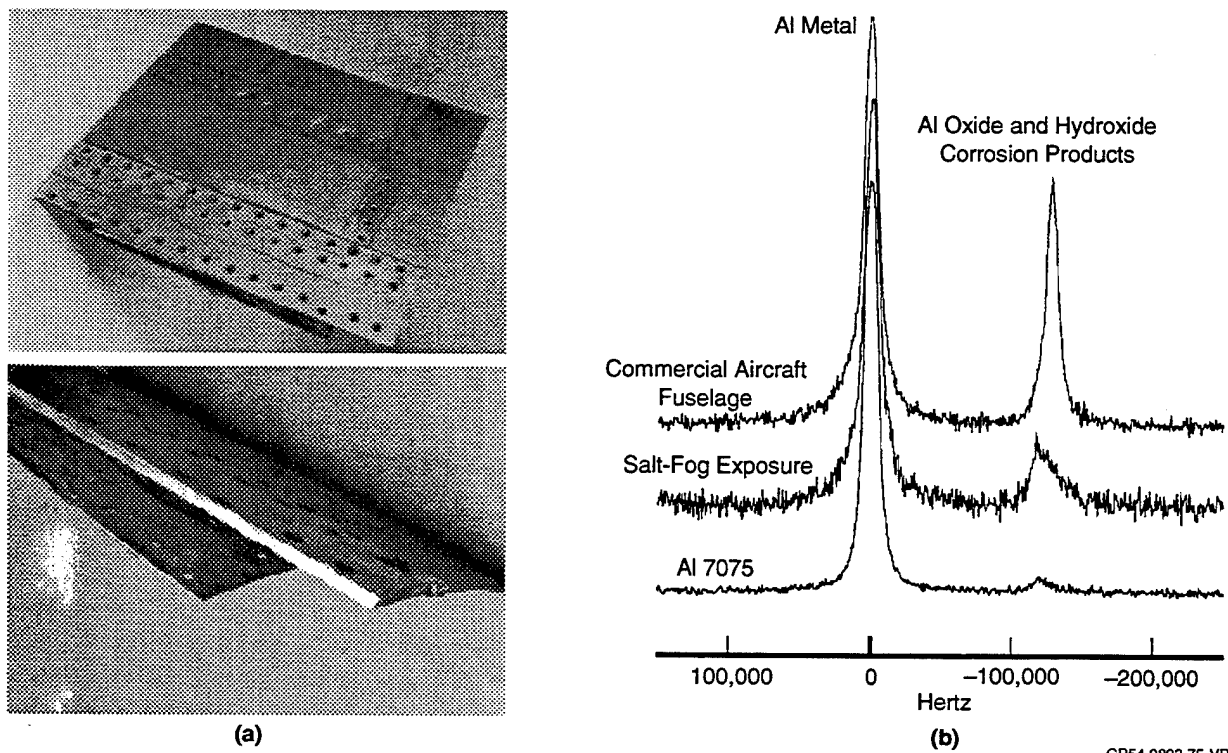 Al Metal
Al Oxide and Hydroxide
Corrosion Products
Commercial Aircraft
Fuselage
Salt-Fog Exposure
Al 7075
100,000 0 –100,000 –200,000
Hertz
(a)
(b)